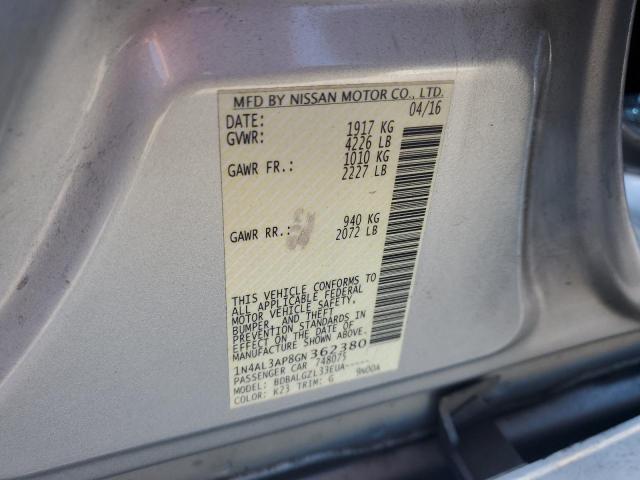 MFD BY NISSAN MOTOR CO., LTD.
DATE: 04/16
GVWR: 1917 KG
4226 LB
GAWR FR.: 1010 KG
2227 LB
GAWR RR.: 940 KG
2072 LB
THIS VEHICLE CONFORMS TO
ALL APPLICABLE FEDERAL
MOTOR VEHICLE SAFETY,
BUMPER, AND THEFT
PREVENTION STANDARDS IN
EFFECT ON THE DATE OF
MANUFACTURE SHOWN ABOVE.
1N4AL3AP8GN362380
PASSENGER CAR 748075
MODEL: BDBALGZL33EUA-----
COLOR: K23 TRIM: G 9N00A